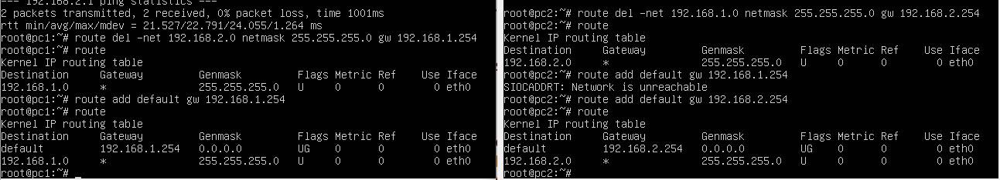 --- 192.168.2.1 ping statistics ---
2 packets transmitted, 2 received, 0% packet loss, time 1001ms
rtt min/avg/max/mdev = 21.527/22.791/24.055/1.264 ms
root@pc1:~# route del -net 192.168.2.0 netmask 255.255.255.0 gw 192.168.1.254
root@pc1:~# route
Kernel IP routing table
Destination Gateway Genmask Flags Metric Ref Use Iface
192.168.1.0 * 255.255.255.0 U 0 0 0 eth0
root@pc1:~# route add default gw 192.168.1.254
root@pc1:~# route
Kernel IP routing table
Destination Gateway Genmask Flags Metric Ref Use Iface
default 192.168.1.254 0.0.0.0 UG 0 0 0 eth0
192.168.1.0 * 255.255.255.0 U 0 0 0 eth0
root@pc1:~# _
root@pc2:~# route del -net 192.168.1.0 netmask 255.255.255.0 gw 192.168.2.254
root@pc2:~# route
Kernel IP routing table
Destination Gateway Genmask Flags Metric Ref Use Iface
192.168.2.0 * 255.255.255.0 U 0 0 0 eth0
root@pc2:~# route add default gw 192.168.1.254
SIOCADDRT: Network is unreachable
root@pc2:~# route add default gw 192.168.2.254
root@pc2:~# route
Kernel IP routing table
Destination Gateway Genmask Flags Metric Ref Use Iface
default 192.168.2.254 0.0.0.0 UG 0 0 0 eth0
192.168.2.0 * 255.255.255.0 U 0 0 0 eth0
root@pc2:~#